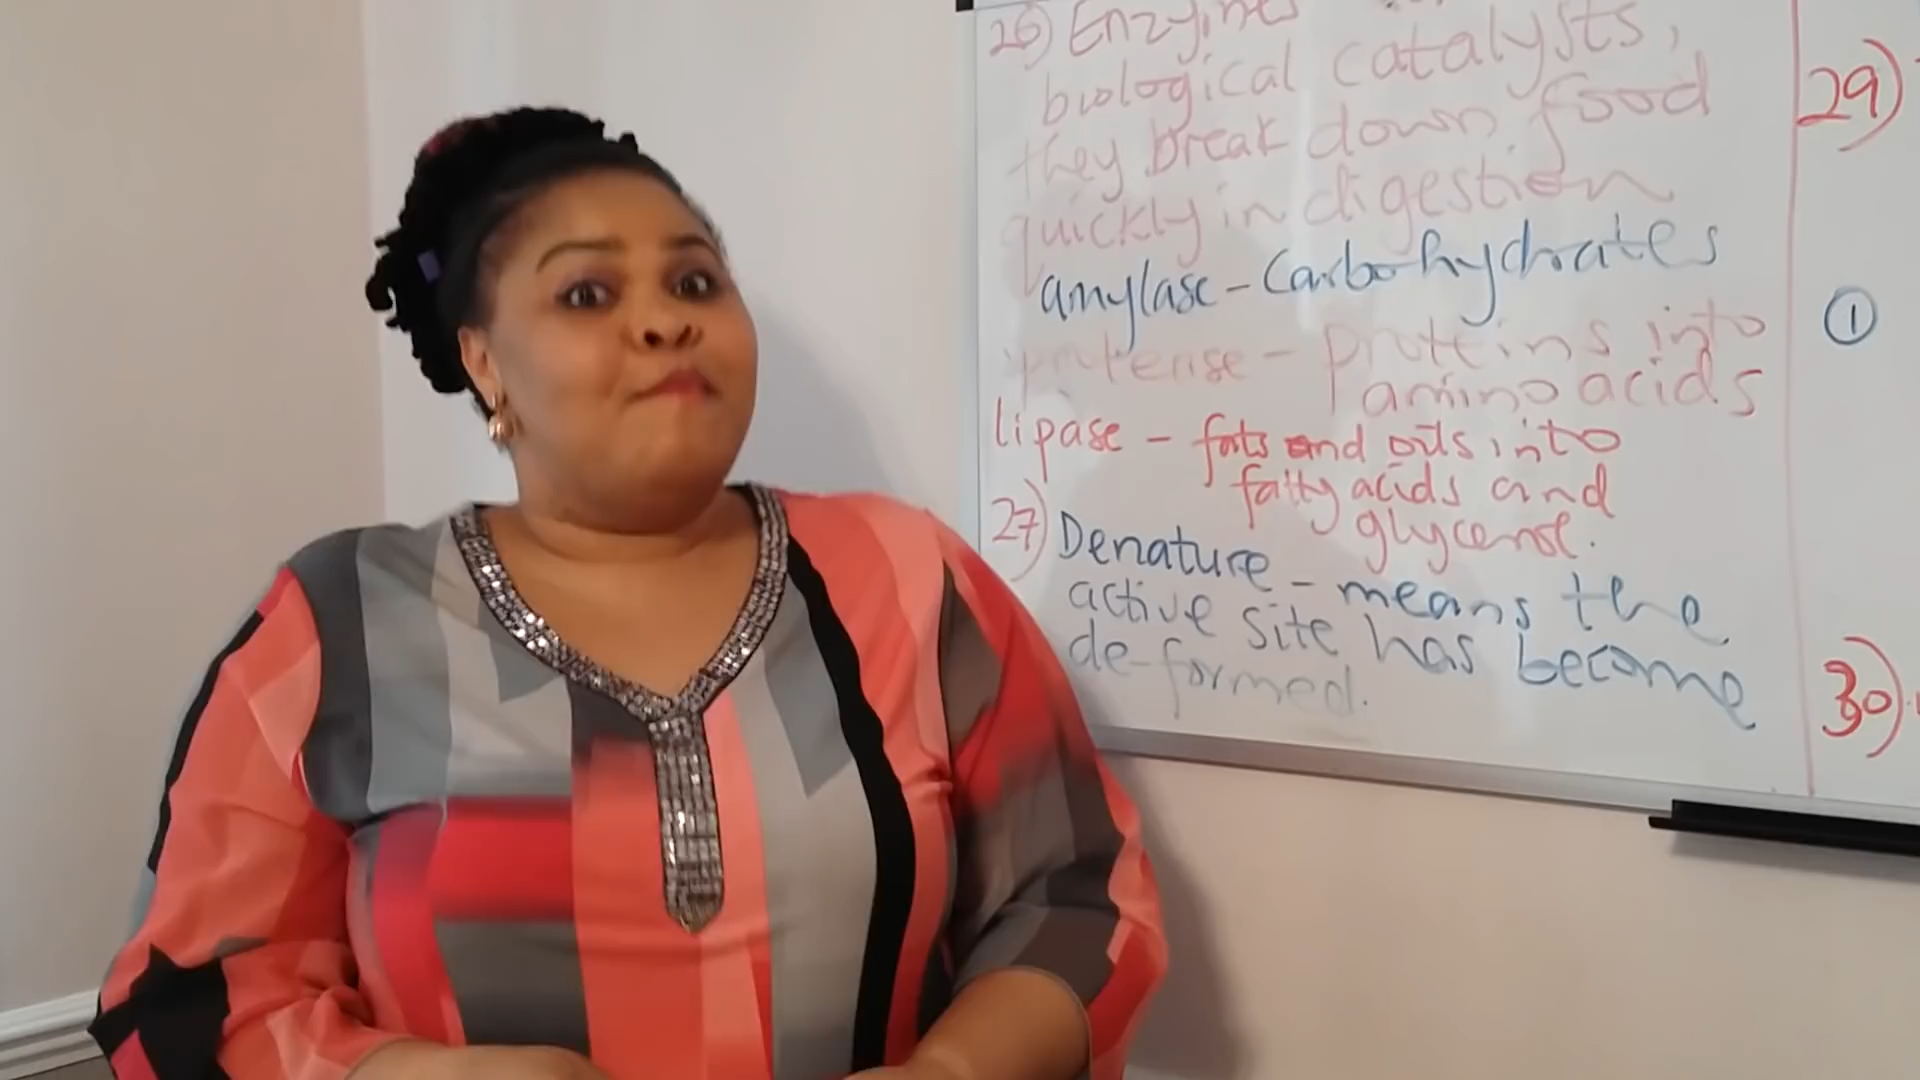 26) Enzymes
biological catalysts,
they break down food
quickly in digestion
amylase - Carbohydrates
protease - proteins into
amino acids
lipase - fats and oils into
fatty acids and
glycerol.
27) Denature - means the
active site has become
de-formed.
29)
1
30)